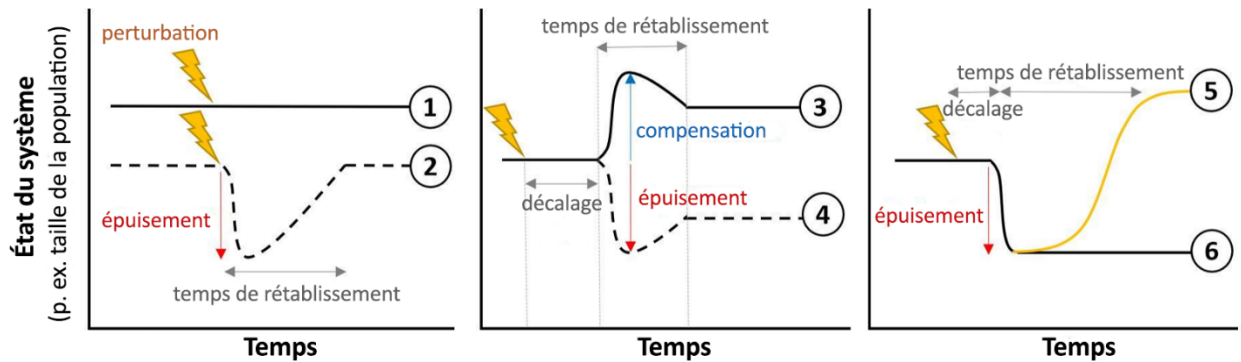 État du système
(p. ex. taille de la population)
perturbation
1
2
épuisement
temps de rétablissement
Temps
temps de rétablissement
3
compensation
décalage
épuisement
4
Temps
temps de rétablissement
décalage
5
épuisement
6
Temps